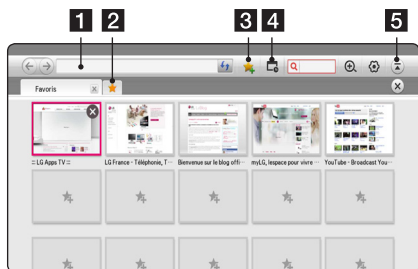 1 2 3 4 5
Favoris
:: LG Apps TV ::
LG France - Téléphonie, T···
Bienvenue sur le blog offi···
myLG, lespace pour vivre ···
YouTube - Broadcast You···